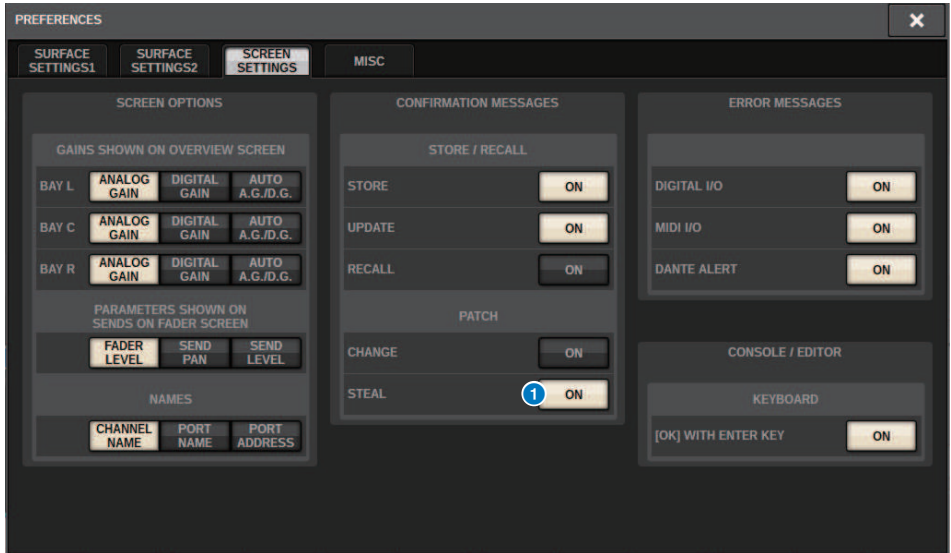 PREFERENCES
SURFACE SETTINGS1
SURFACE SETTINGS2
SCREEN SETTINGS
MISC
SCREEN OPTIONS
GAINS SHOWN ON OVERVIEW SCREEN
BAY L
ANALOG GAIN
DIGITAL GAIN
AUTO A.G./D.G.
BAY C
ANALOG GAIN
DIGITAL GAIN
AUTO A.G./D.G.
BAY R
ANALOG GAIN
DIGITAL GAIN
AUTO A.G./D.G.
PARAMETERS SHOWN ON
SENDS ON FADER SCREEN
FADER LEVEL
SEND PAN
SEND LEVEL
NAMES
CHANNEL NAME
PORT NAME
PORT ADDRESS
CONFIRMATION MESSAGES
STORE / RECALL
STORE
ON
UPDATE
ON
RECALL
ON
PATCH
CHANGE
ON
STEAL
1
ON
ERROR MESSAGES
DIGITAL I/O
ON
MIDI I/O
ON
DANTE ALERT
ON
CONSOLE / EDITOR
KEYBOARD
[OK] WITH ENTER KEY
ON